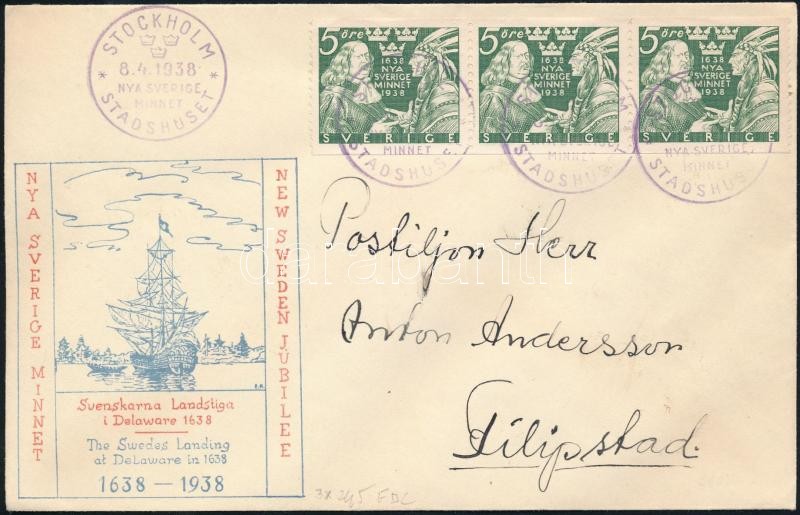 STOCKHOLM
8.4.1938
NYA SVERIGE
MINNET
STADSHUSET
5 öre
1638
NYA
SVERIGE
MINNET
1938
SVERIGE
5 öre
1638
NYA
SVERIGE
MINNET
1938
SVERIGE
5 öre
1638
NYA
SVERIGE
MINNET
1938
SVERIGE
MINNET
STADSHUSET
MINNET
STADSHUSET
NYA SVERIGE
MINNET
STADSHUSET
NYA SVERIGE MINNET
NEW SWEDEN JUBILEE
Svenskarna Landstiga
i Delaware 1638
The Swedes Landing
at Delaware in 1638
1638 — 1938
Postiljon Herr
Anton Andersson
Filipstad.
darabanth